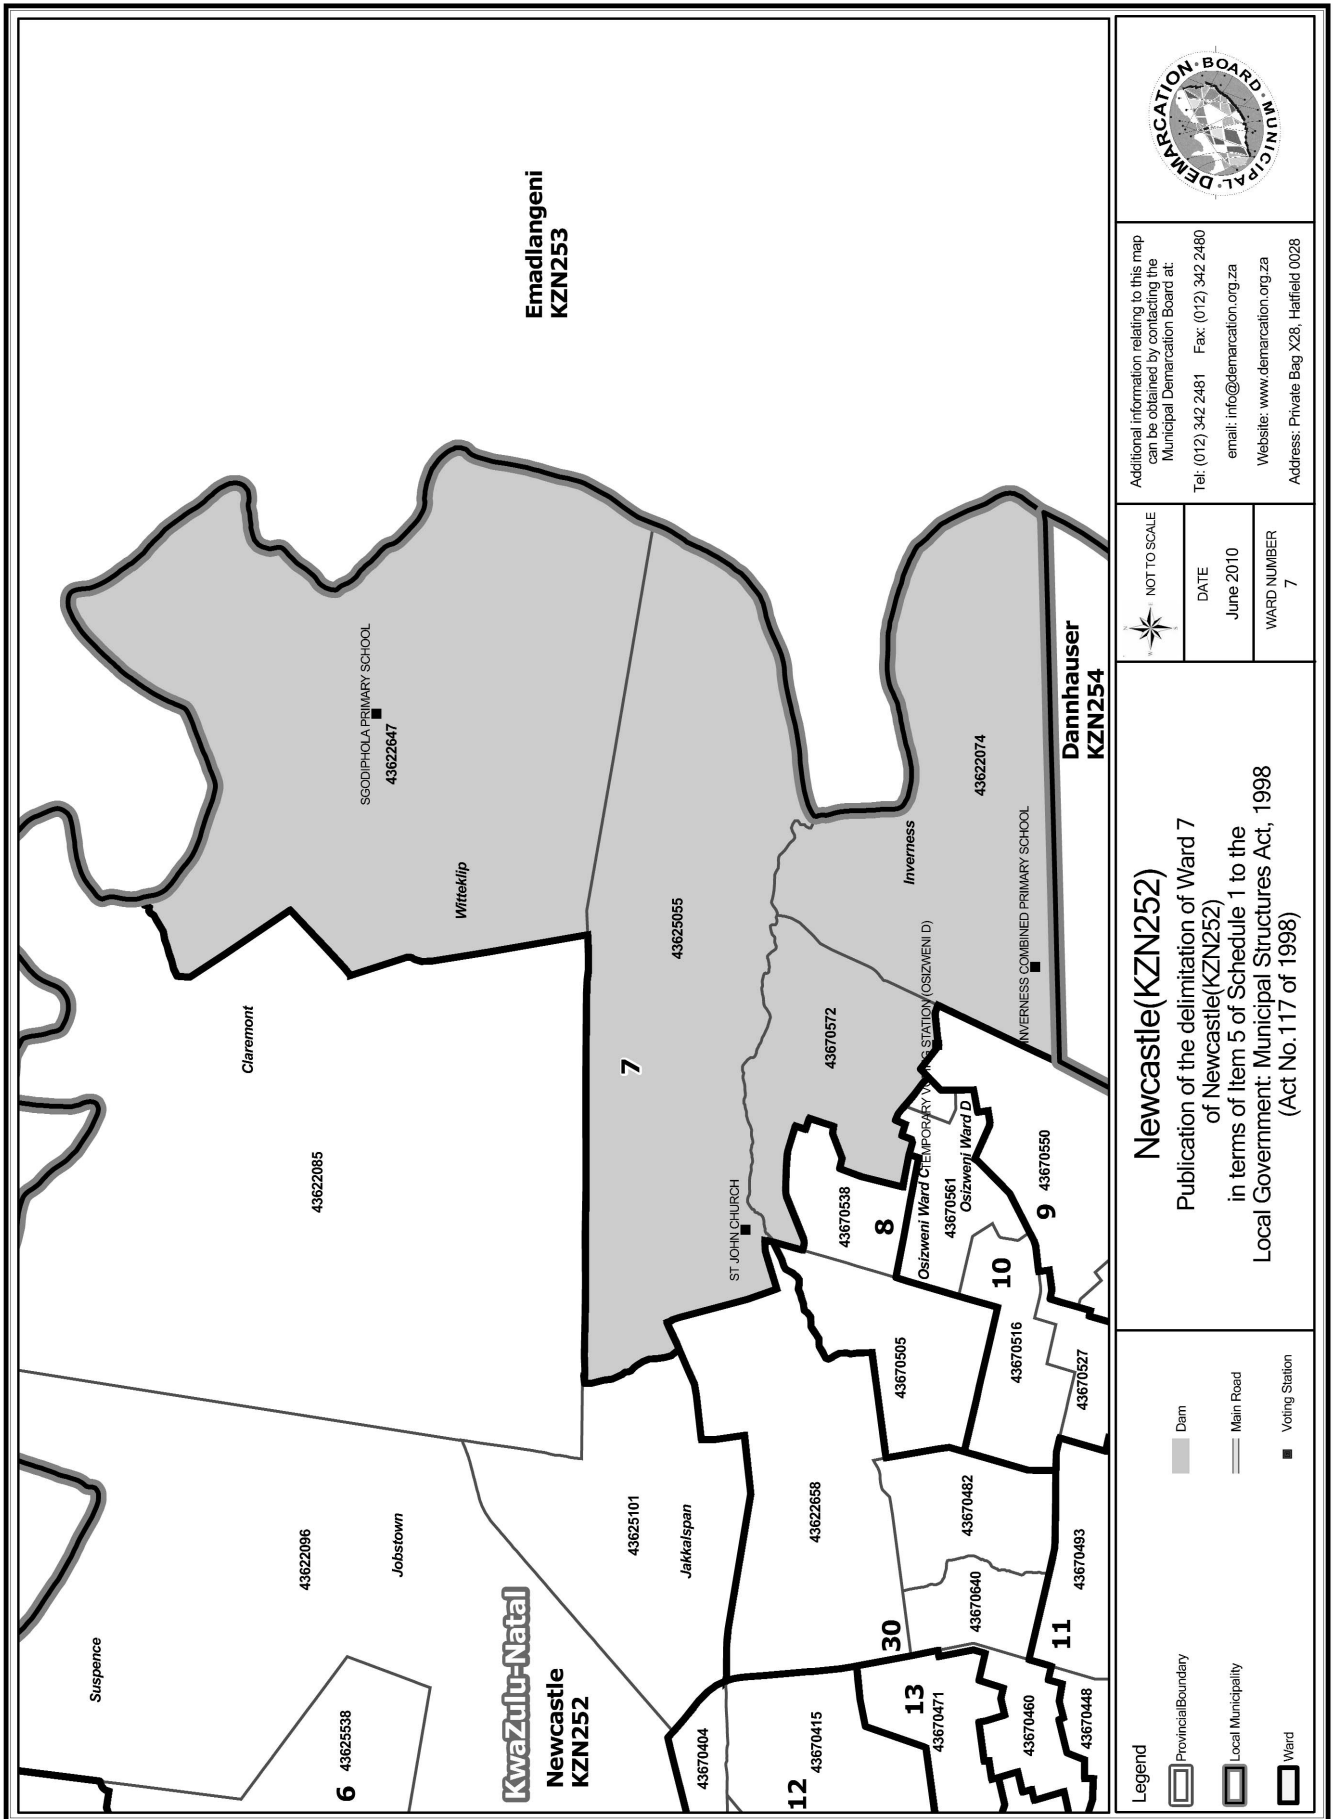 Suspence
43622096
Jobstown
6
43625538
KwaZulu-Natal
Newcastle
KZN252
43625101
Jakkalspan
43622085
Claremont
Witteklip
SGODIPHOLA PRIMARY SCHOOL
43622647
Emadlangeni
KZN253
7
43625055
ST JOHN CHURCH
43670572
Inverness
43622074
INVERNESS COMBINED PRIMARY SCHOOL
TEMPORARY VOTING STATION (OSIZWENI D)
Dannhauser
KZN254
43670538
8
Osizweni Ward C
43670561
Osizweni Ward D
43670550
9
10
43670505
43670516
43670527
43622658
43670482
43670640
43670493
30
11
43670404
12
43670415
13
43670471
43670460
43670448
Legend
ProvincialBoundary
Local Municipality
Ward
Dam
Main Road
Voting Station
Newcastle(KZN252)
Publication of the delimitation of Ward 7
of Newcastle(KZN252)
in terms of Item 5 of Schedule 1 to the
Local Government: Municipal Structures Act, 1998
(Act No.117 of 1998)
NOT TO SCALE
DATE
June 2010
WARD NUMBER
7
Additional information relating to this map
can be obtained by contacting the
Municipal Demarcation Board at:
Tel: (012) 342 2481 Fax: (012) 342 2480
email: info@demarcation.org.za
Website: www.demarcation.org.za
Address: Private Bag X28, Hatfield 0028
MUNICIPAL DEMARCATION BOARD